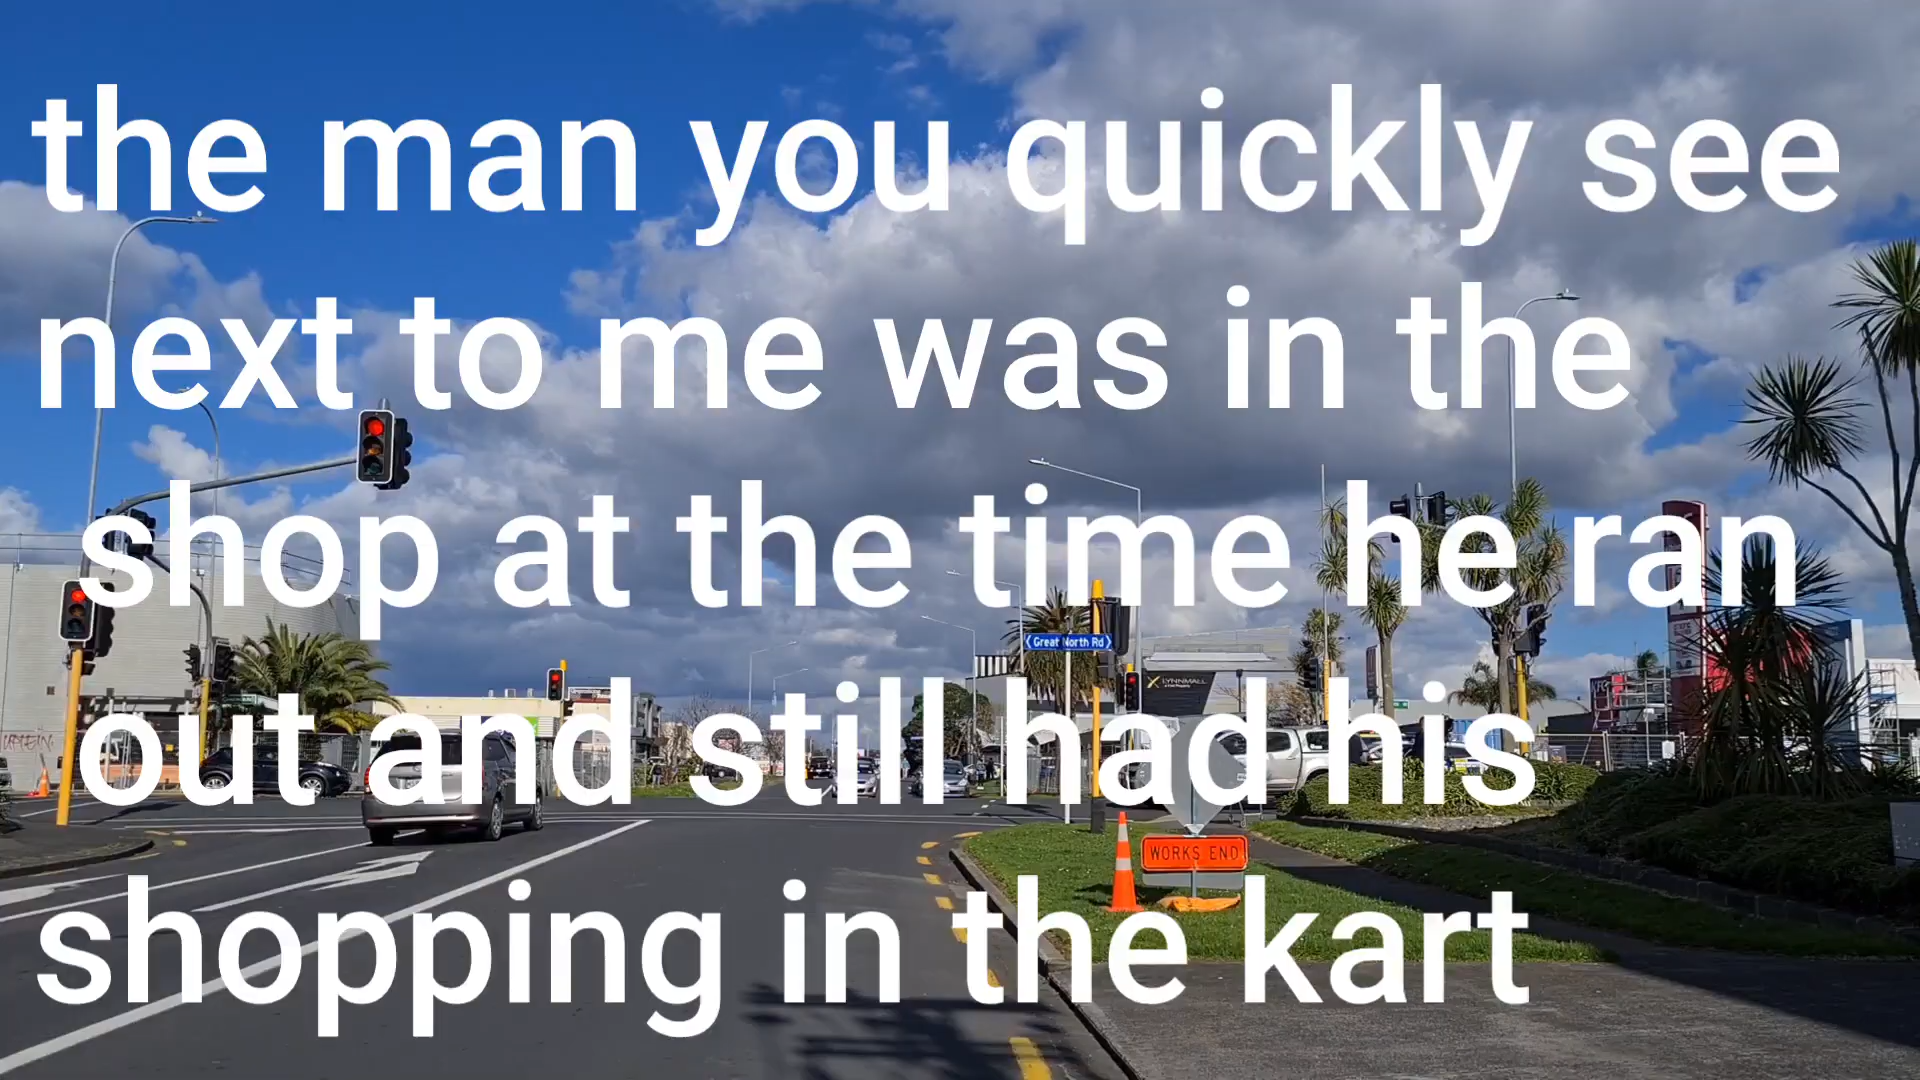 the man you quickly see
next to me was in the
shop at the time he ran
out and still had his
shopping in the kart
Great North Rd
LYNNMALL
WORKS END